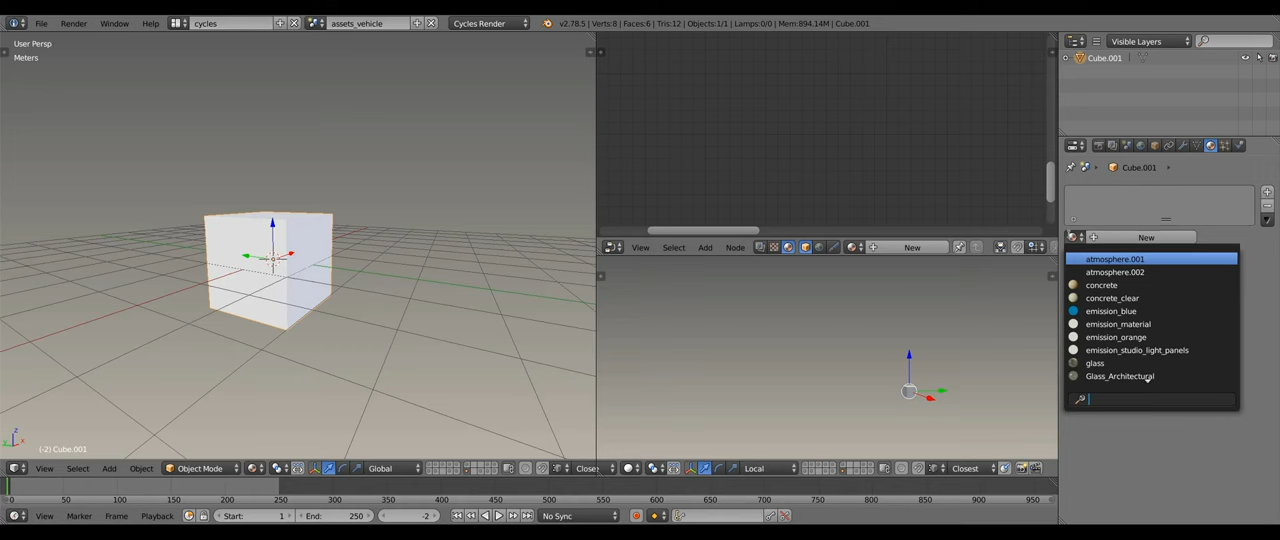 File Render Window Help cycles assets_vehicle Cycles Render v2.78.5 | Verts:8 | Faces:6 | Tris:12 | Objects:1/1 | Lamps:0/0 | Mem:894.14M | Cube.001
User Persp
Meters
(-2) Cube.001
View Select Add Object Object Mode Global Close
View Select Add Node New
Local Closest
0 50 100 150 200 250 300 350 400 450 500 550 600 650 700 750 800 850 900 950
View Marker Frame Playback Start: 1 End: 250 -2 No Sync
Visible Layers
Cube.001
Cube.001
New
atmosphere.001
atmosphere.002
concrete
concrete_clear
emission_blue
emission_material
emission_orange
emission_studio_light_panels
glass
Glass_Architectural